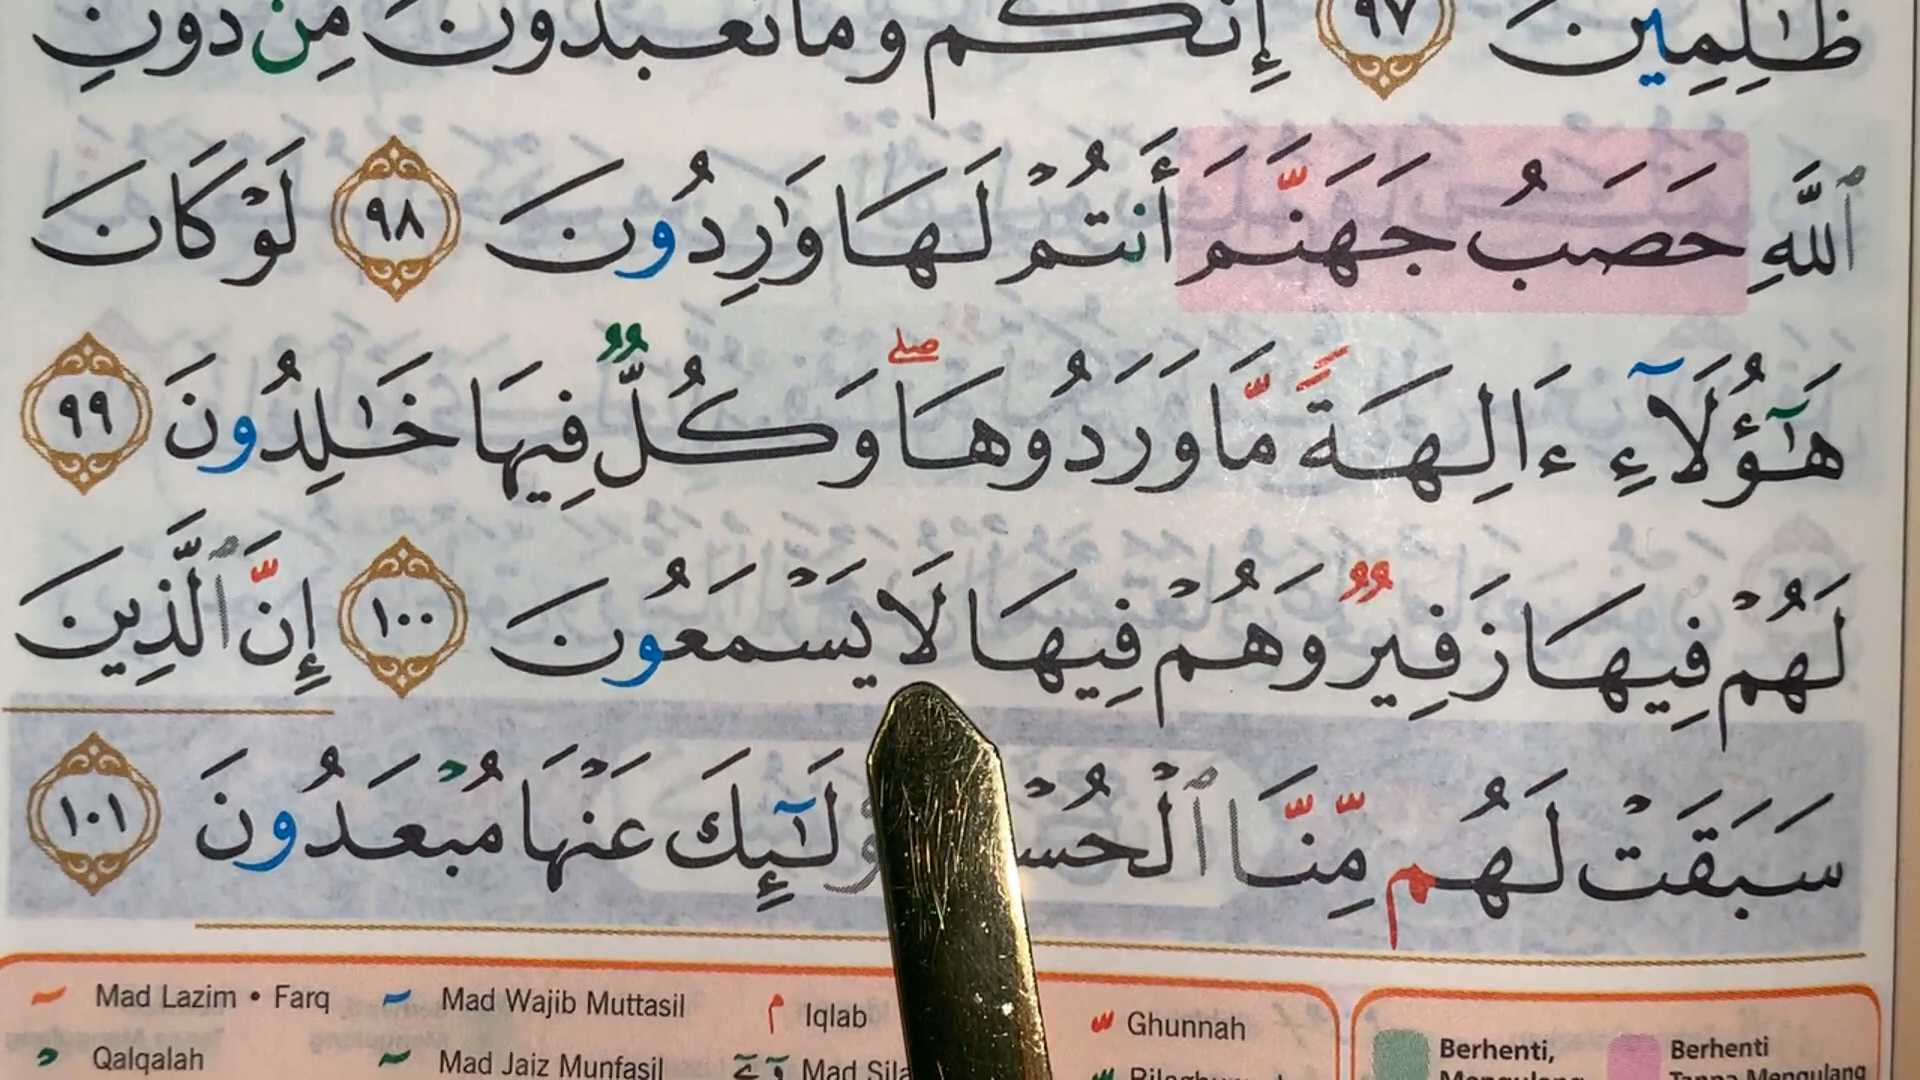 ظَٰلِمِينَ ٩٧ إِنَّكُمْ وَمَا تَعْبُدُونَ مِن دُونِ
ٱللَّهِ حَصَبُ جَهَنَّمَ أَنتُمْ لَهَا وَٰرِدُونَ ٩٨ لَوْ كَانَ
هَٰٓؤُلَآءِ ءَالِهَةً مَّا وَرَدُوهَا ۖ وَكُلٌّ فِيهَا خَٰلِدُونَ ٩٩
لَهُمْ فِيهَا زَفِيرٌ وَهُمْ فِيهَا لَا يَسْمَعُونَ ١٠٠ إِنَّ ٱلَّذِينَ
سَبَقَتْ لَهُم مِّنَّا عَنْهَا مُبْعَدُونَ ١٠١
Mad Lazim • Farq
Mad Wajib Muttasil
Iqlab
Ghunnah
Qalqalah
Mad Jaiz Munfasil
Mad
Berhenti,
Berhenti
Tanpa Mengulang